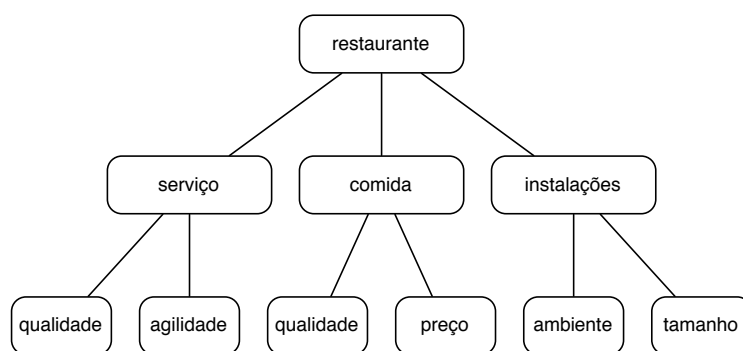 restaurante
serviço
comida
instalações
qualidade
agilidade
qualidade
preço
ambiente
tamanho